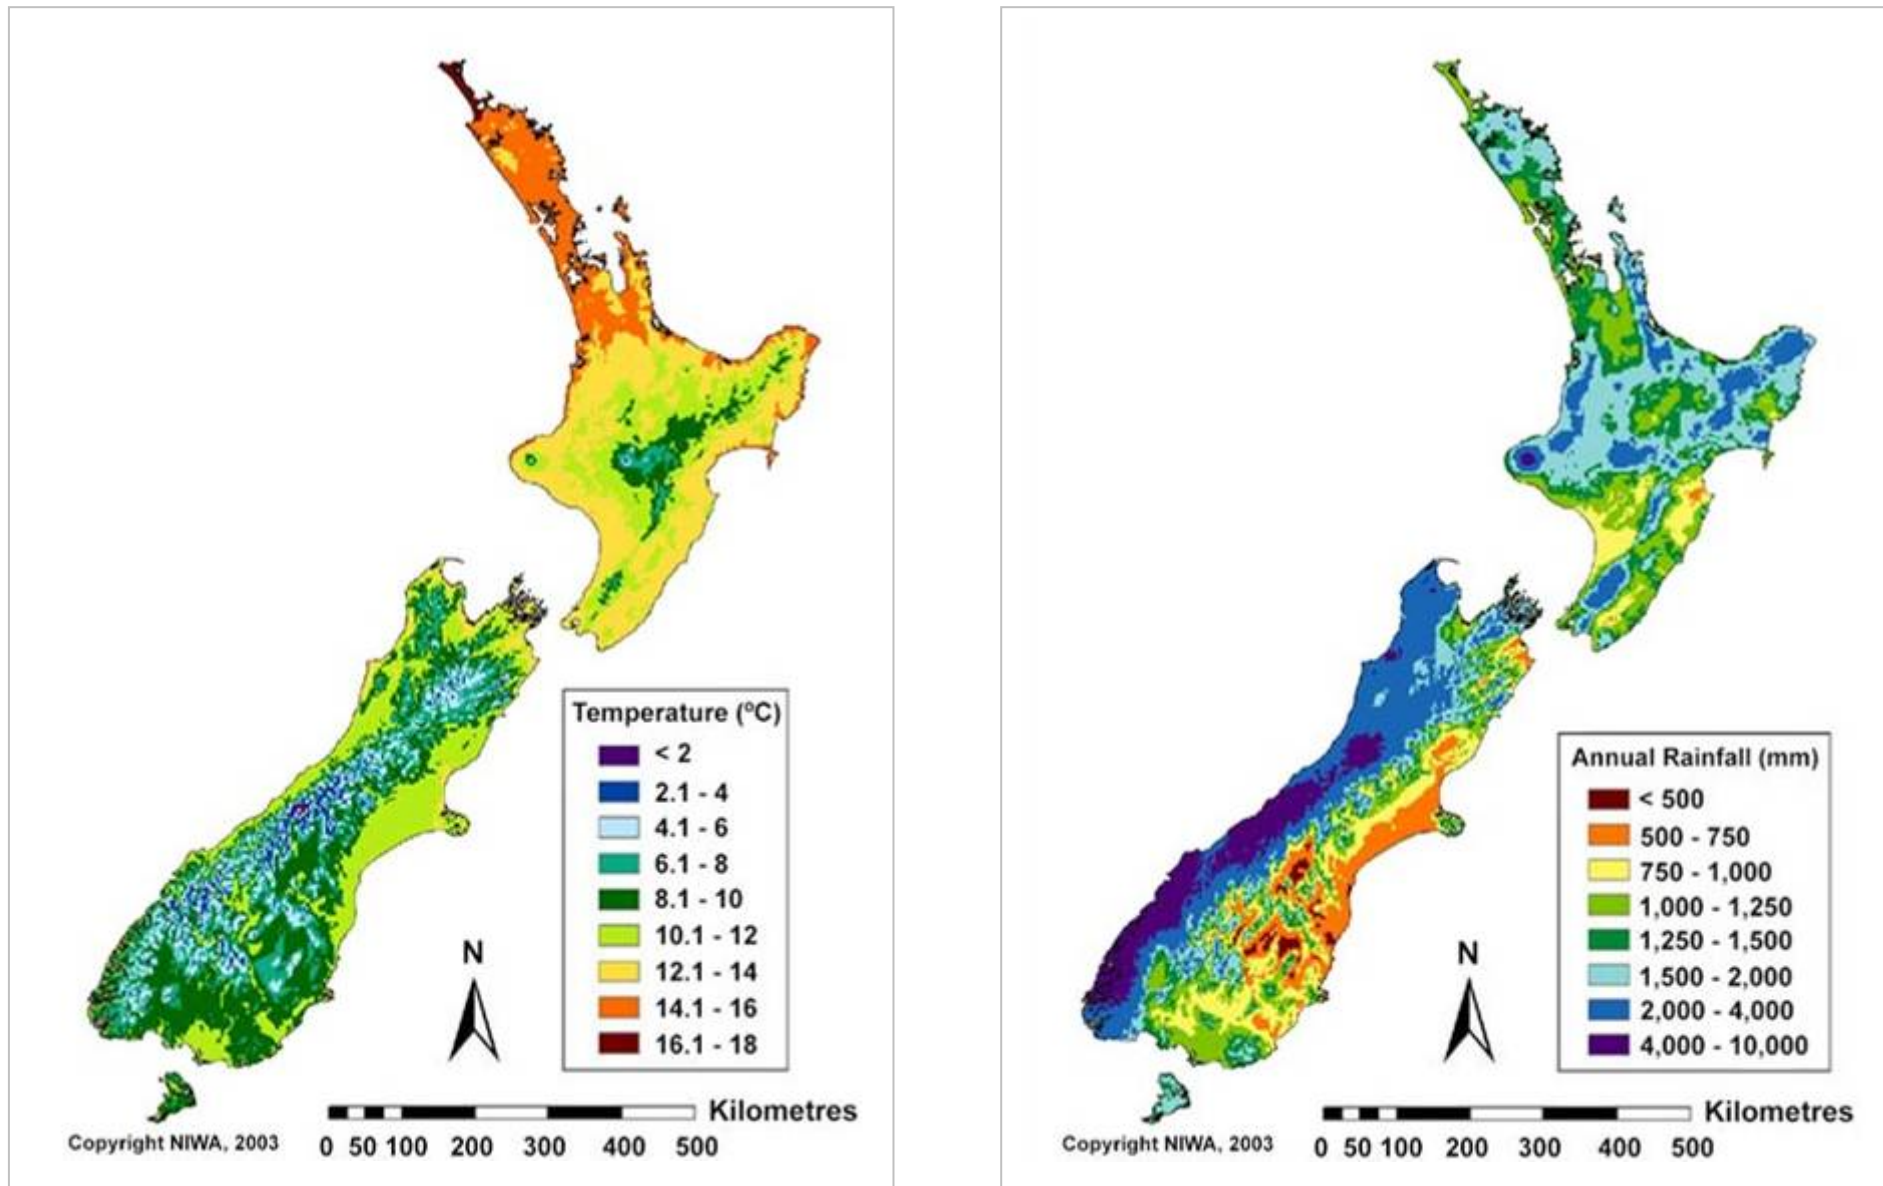 Temperature (ºC)
< 2
2.1 - 4
4.1 - 6
6.1 - 8
8.1 - 10
10.1 - 12
12.1 - 14
14.1 - 16
16.1 - 18
N
Kilometres
0 50 100 200 300 400 500
Copyright NIWA, 2003
Annual Rainfall (mm)
< 500
500 - 750
750 - 1,000
1,000 - 1,250
1,250 - 1,500
1,500 - 2,000
2,000 - 4,000
4,000 - 10,000
N
Kilometres
0 50 100 200 300 400 500
Copyright NIWA, 2003